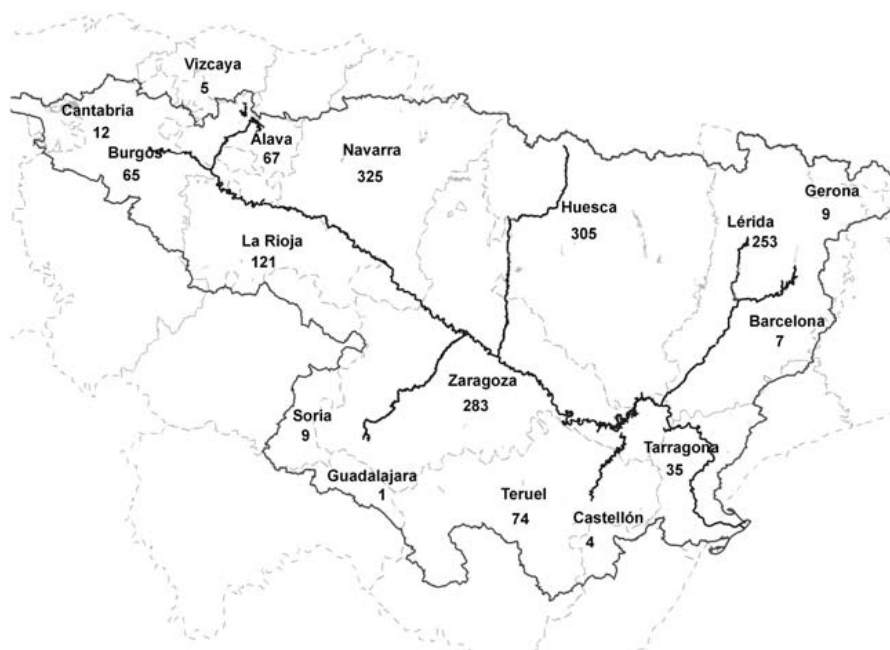 Vizcaya
5
Cantabria
12
Burgos
65
Álava
67
Navarra
325
Huesca
305
Gerona
9
Lérida
253
La Rioja
121
Barcelona
7
Zaragoza
283
Soria
9
Tarragona
35
Guadalajara
1
Teruel
74
Castellón
4